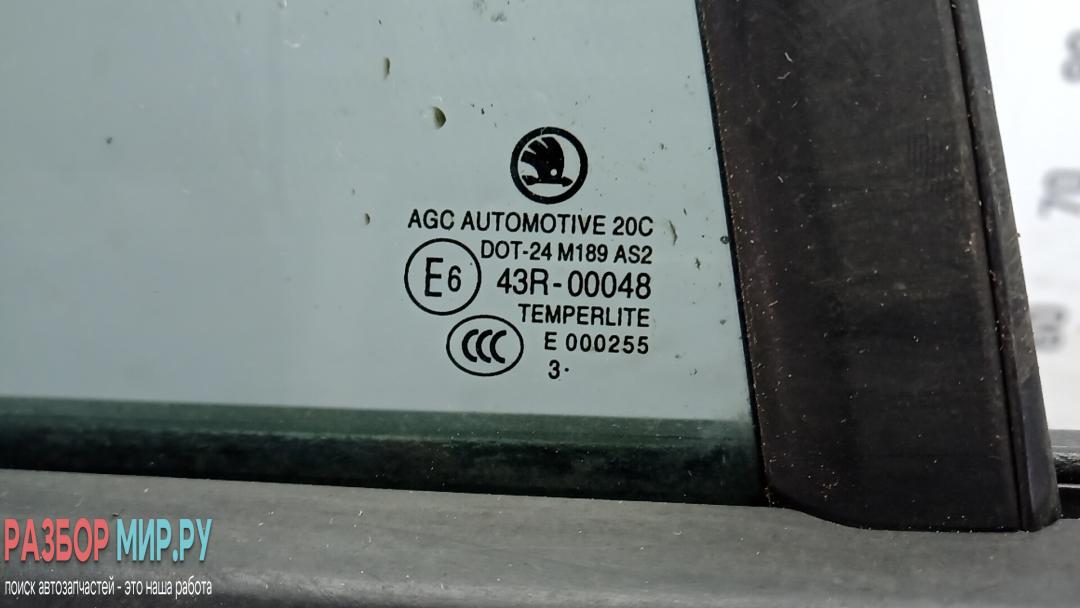 AGC AUTOMOTIVE 20C
DOT-24 M189 AS2
E6 43R-00048
TEMPERLITE
CCC E 000255
3·
РАЗБОР МИР.РУ
поиск автозапчастей - это наша работа